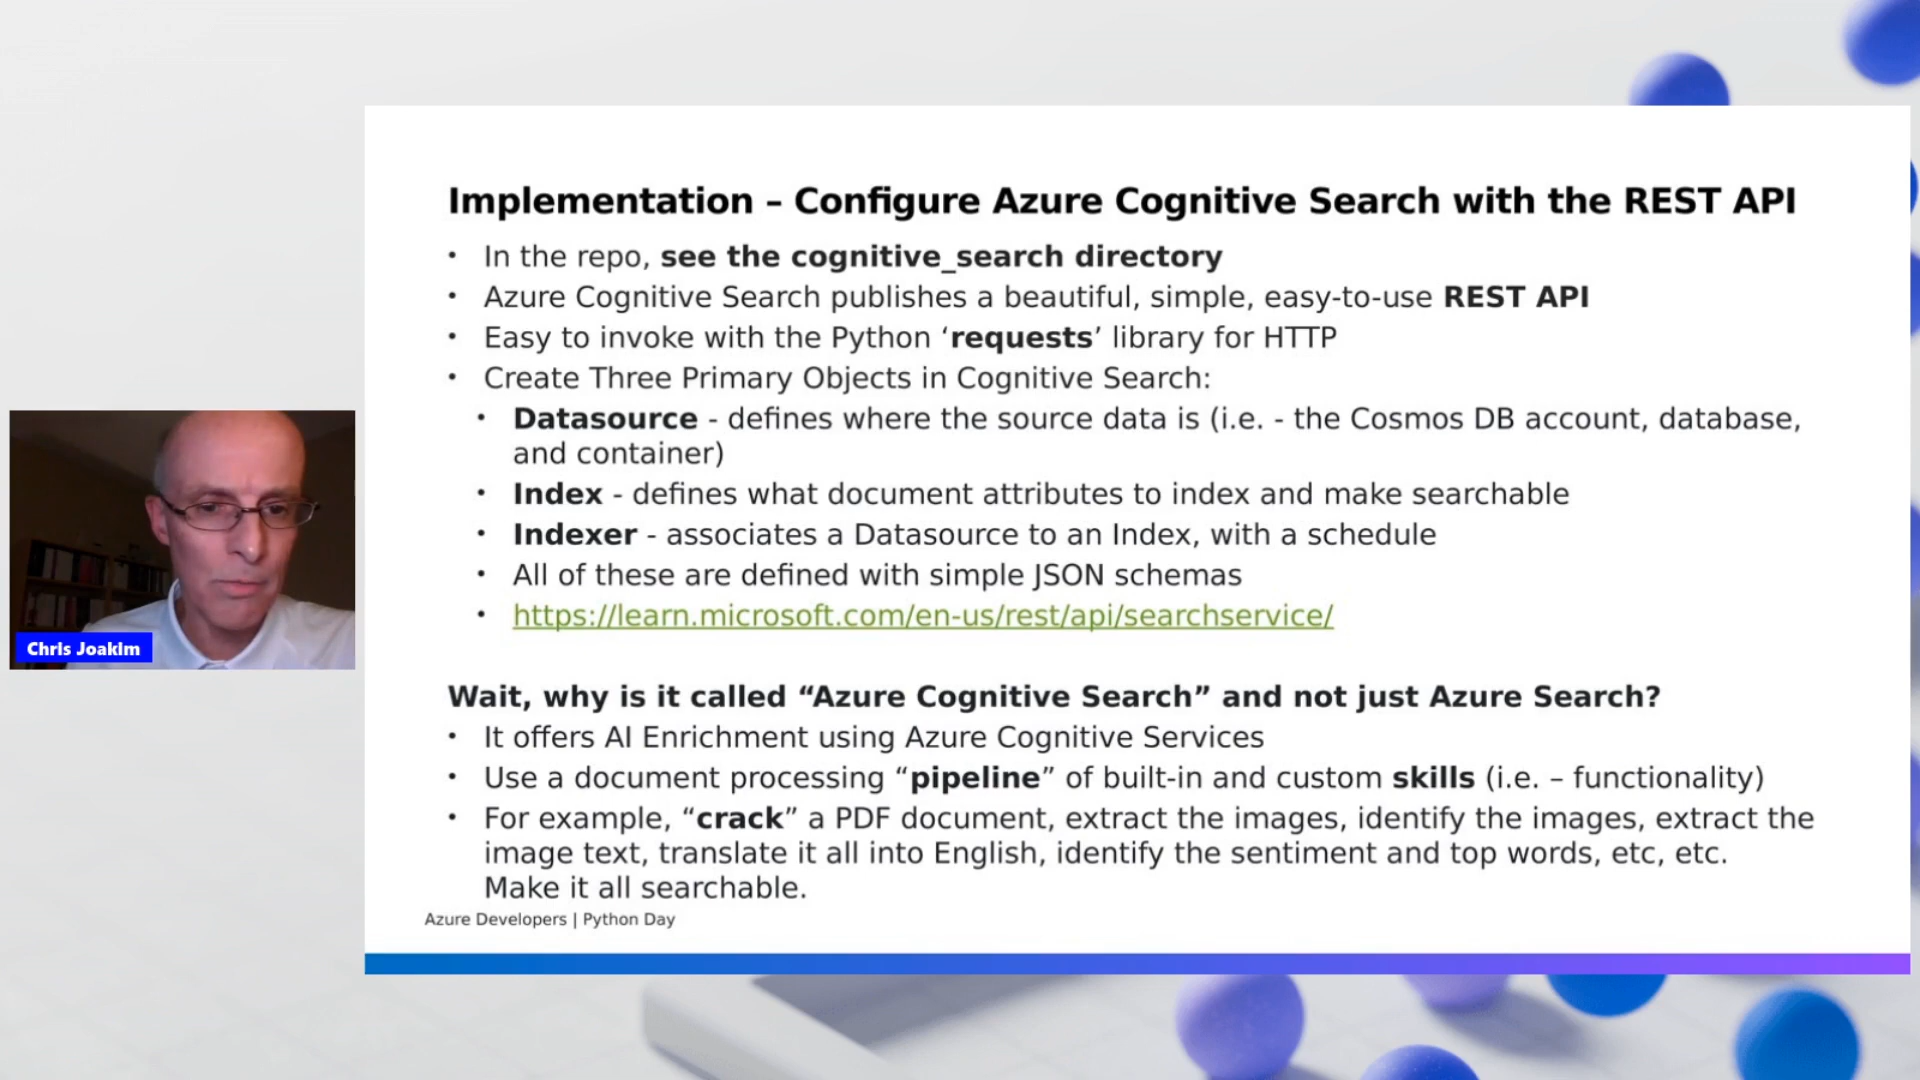 Implementation – Configure Azure Cognitive Search with the REST API
• In the repo, see the cognitive_search directory
• Azure Cognitive Search publishes a beautiful, simple, easy-to-use REST API
• Easy to invoke with the Python ‘requests’ library for HTTP
• Create Three Primary Objects in Cognitive Search:
• Datasource - defines where the source data is (i.e. - the Cosmos DB account, database,
and container)
• Index - defines what document attributes to index and make searchable
• Indexer - associates a Datasource to an Index, with a schedule
• All of these are defined with simple JSON schemas
• https://learn.microsoft.com/en-us/rest/api/searchservice/
Wait, why is it called “Azure Cognitive Search” and not just Azure Search?
• It offers AI Enrichment using Azure Cognitive Services
• Use a document processing “pipeline” of built-in and custom skills (i.e. – functionality)
• For example, “crack” a PDF document, extract the images, identify the images, extract the
image text, translate it all into English, identify the sentiment and top words, etc, etc.
Make it all searchable.
Azure Developers | Python Day
Chris Joakim